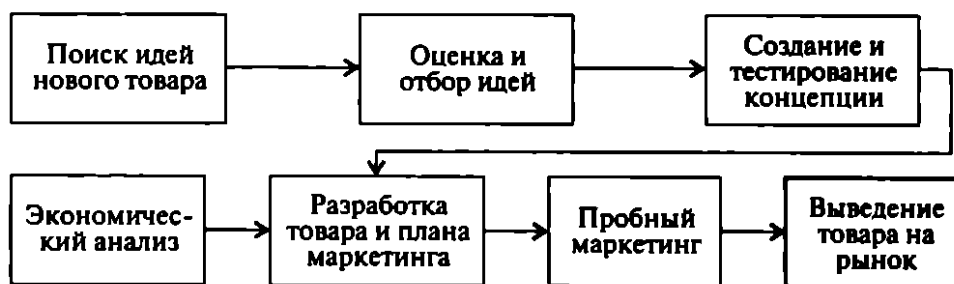 Поиск идей
нового товара
Оценка и
отбор идей
Создание и
тестирование
концепции
Экономичес-
кий анализ
Разработка
товара и плана
маркетинга
Пробный
маркетинг
Выведение
товара на
рынок